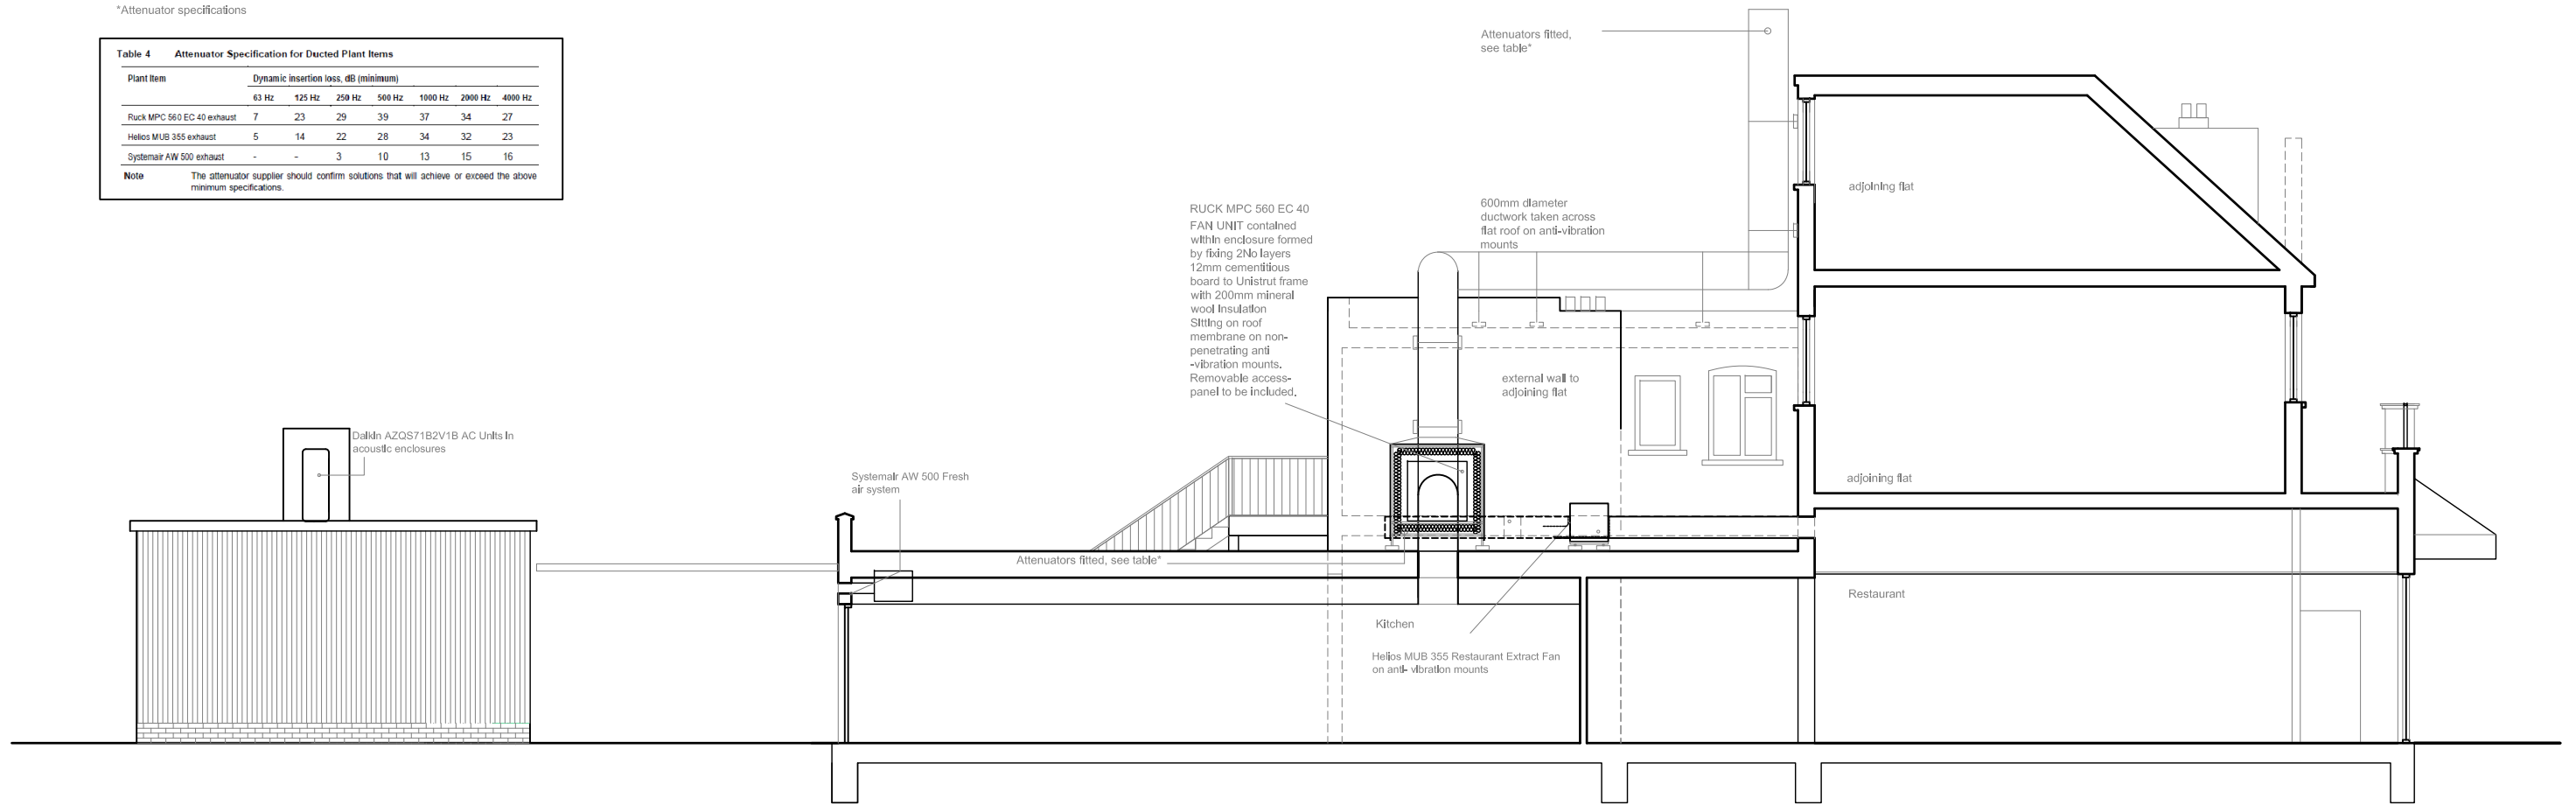 *Attenuator specifications
Table 4 Attenuator Specification for Ducted Plant Items
Plant Item Dynamic insertion loss, dB (minimum)
63 Hz 125 Hz 250 Hz 500 Hz 1000 Hz 2000 Hz 4000 Hz
Ruck MPC 560 EC 40 exhaust 7 23 29 39 37 34 27
Helios MUB 355 exhaust 5 14 22 28 34 32 23
Systemair AW 500 exhaust - - 3 10 13 15 16
Note The attenuator supplier should confirm solutions that will achieve or exceed the above
minimum specifications.
Attenuators fitted,
see table*
adjoining flat
RUCK MPC 560 EC 40
FAN UNIT contained
within enclosure formed
by fixing 2No layers
12mm cementitious
board to Unistrut frame
with 200mm mineral
wool insulation
Sitting on roof
membrane on non-
penetrating anti
-vibration mounts.
Removable access-
panel to be included.
600mm diameter
ductwork taken across
flat roof on anti-vibration
mounts
external wall to
adjoining flat
Daikin AZQS71B2V1B AC Units in
acoustic enclosures
Systemair AW 500 Fresh
air system
adjoining flat
Attenuators fitted, see table*
Restaurant
Kitchen
Helios MUB 355 Restaurant Extract Fan
on anti- vibration mounts